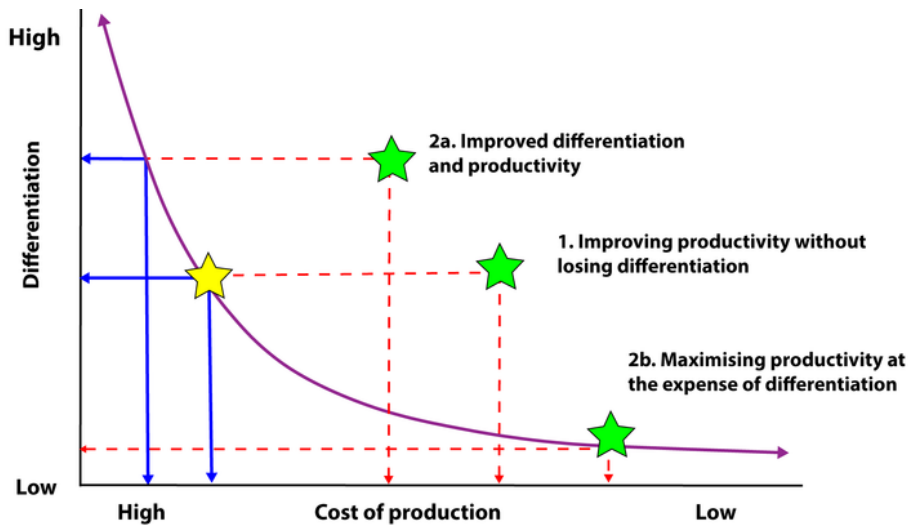 High
2a. Improved differentiation
and productivity
Differentiation
1. Improving productivity without
losing differentiation
2b. Maximising productivity at
the expense of differentiation
Low
High
Cost of production
Low